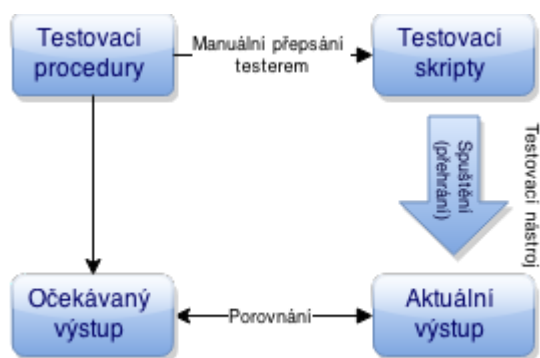 Testovací
procedury
Manuální přepsání
testerem
Testovací
skripty
Spuštění
(přehrání)
Testovací nástroj
Očekávaný
výstup
Porovnání
Aktuální
výstup